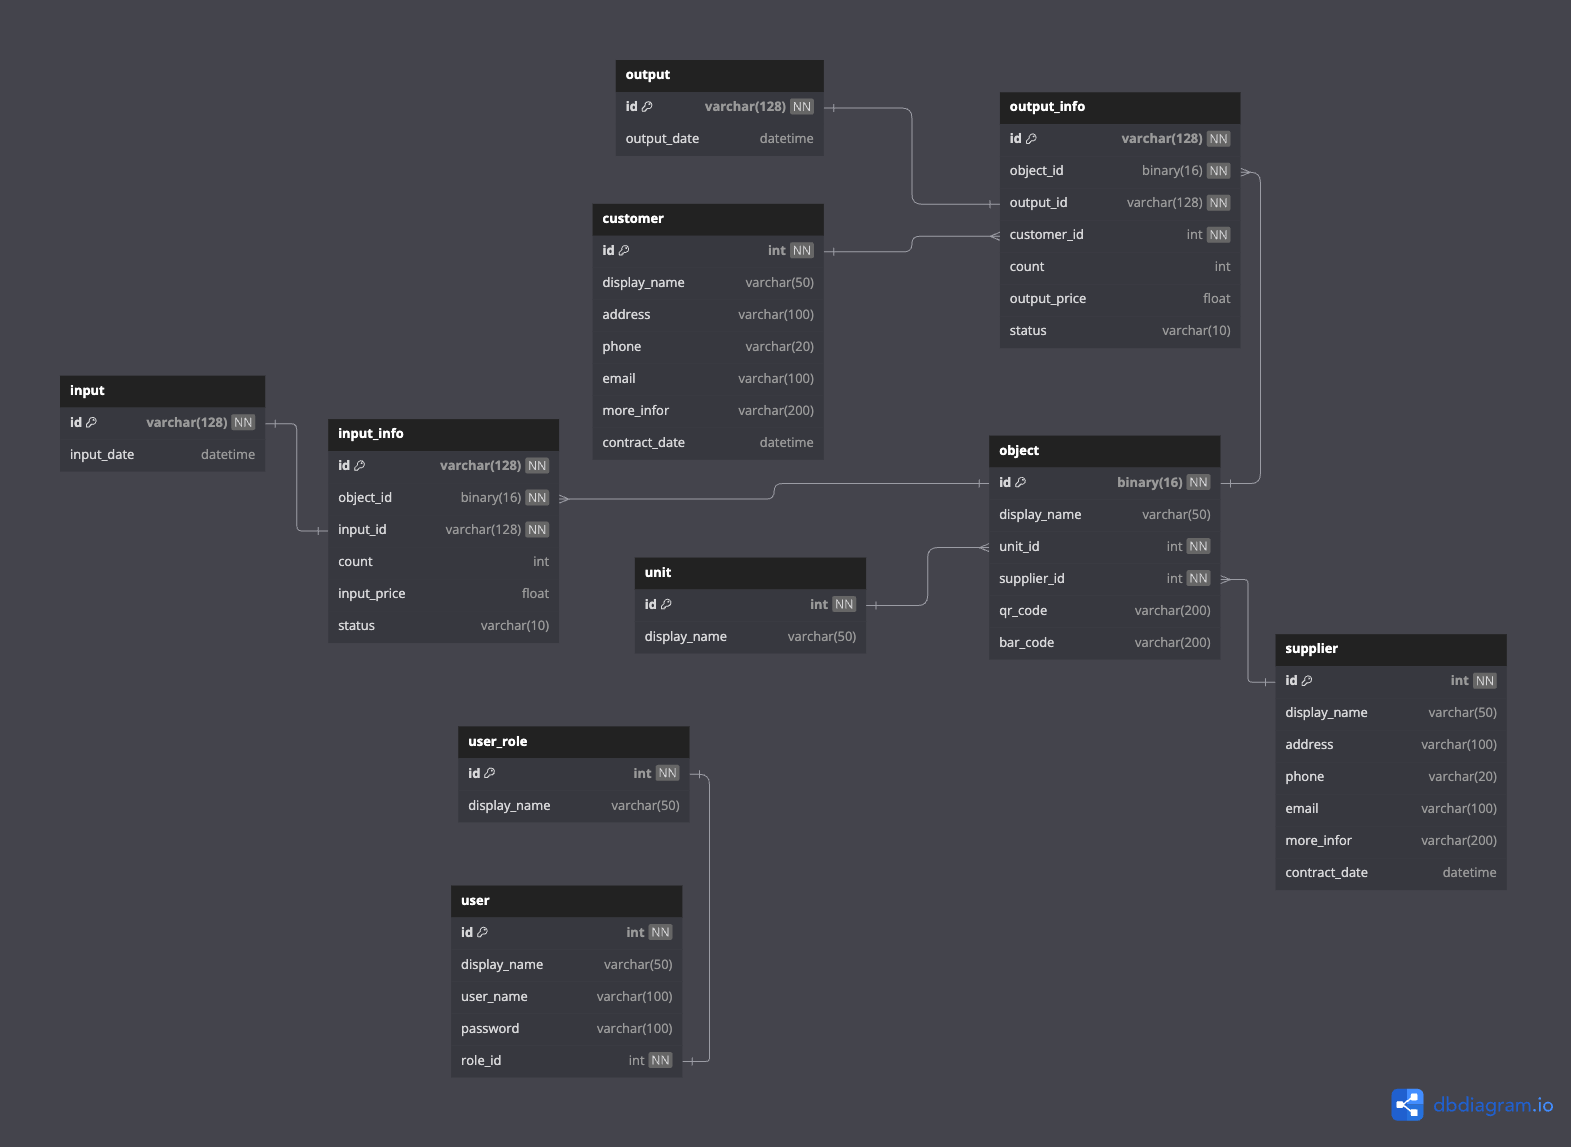 output
id varchar(128) NN
output_date datetime
output_info
id varchar(128) NN
object_id binary(16) NN
output_id varchar(128) NN
customer_id int NN
count int
output_price float
status varchar(10)
customer
id int NN
display_name varchar(50)
address varchar(100)
phone varchar(20)
email varchar(100)
more_infor varchar(200)
contract_date datetime
input
id varchar(128) NN
input_date datetime
input_info
id varchar(128) NN
object_id binary(16) NN
input_id varchar(128) NN
count int
input_price float
status varchar(10)
object
id binary(16) NN
display_name varchar(50)
unit_id int NN
supplier_id int NN
qr_code varchar(200)
bar_code varchar(200)
unit
id int NN
display_name varchar(50)
supplier
id int NN
display_name varchar(50)
address varchar(100)
phone varchar(20)
email varchar(100)
more_infor varchar(200)
contract_date datetime
user_role
id int NN
display_name varchar(50)
user
id int NN
display_name varchar(50)
user_name varchar(100)
password varchar(100)
role_id int NN
dbdiagram.io